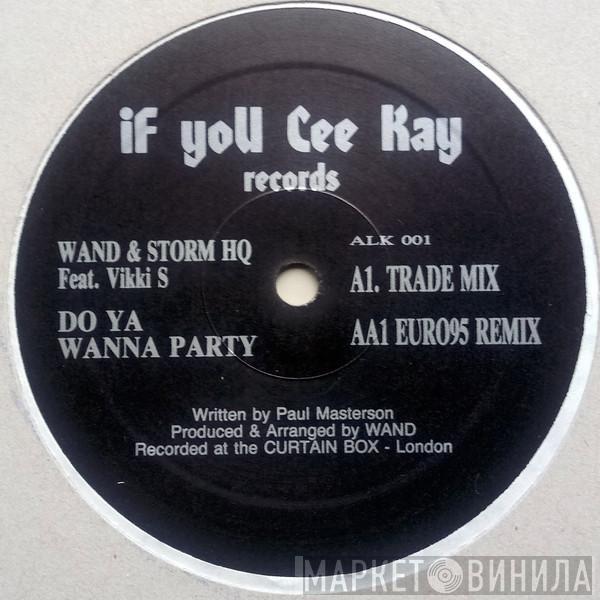 if yoU Cee Kay
records
WAND & STORM HQ
Feat. Vikki S
DO YA
WANNA PARTY
ALK 001
A1. TRADE MIX
AA1 EURO95 REMIX
Written by Paul Masterson
Produced & Arranged by WAND
Recorded at the CURTAIN BOX - London
МАРКЕТ ВИНИЛА